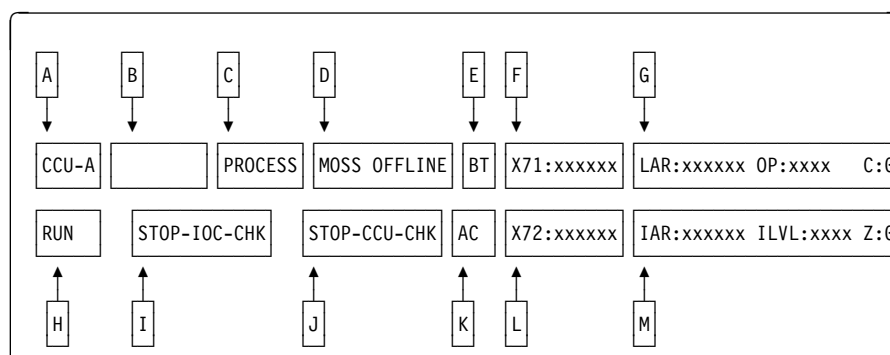 A B C D E F G
CCU-A PROCESS MOSS OFFLINE BT X71:xxxxxx LAR:xxxxxx OP:xxxx C:
RUN STOP-IOC-CHK STOP-CCU-CHK AC X72:xxxxxx IAR:xxxxxx ILVL:xxxx Z:
H I J K L M